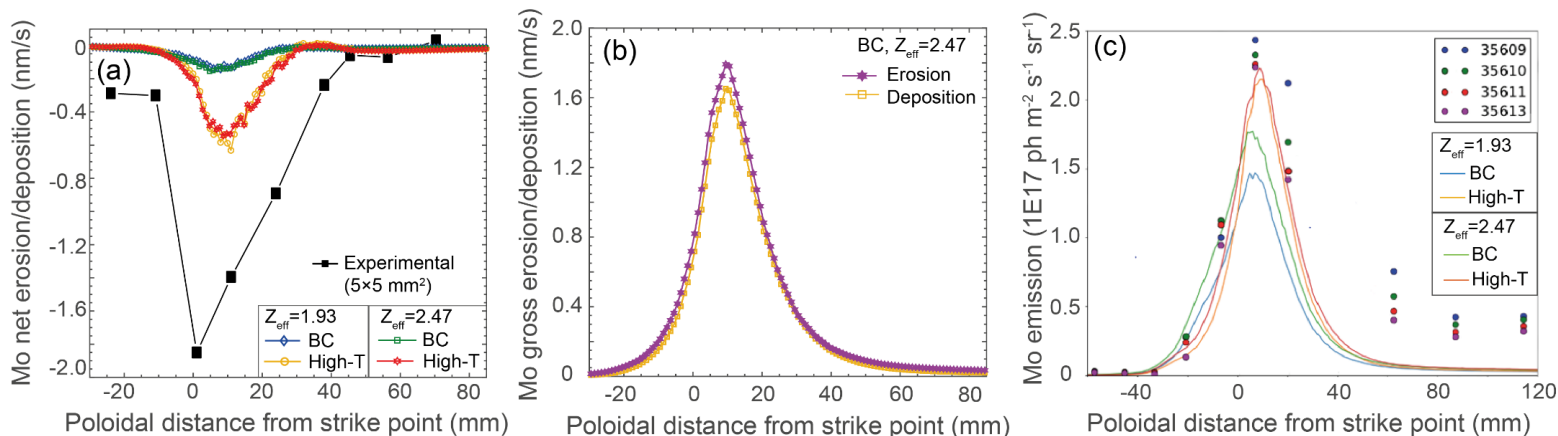 (a)
0
-0.4
-0.8
-1.2
-1.6
-2.0
Mo net erosion/deposition (nm/s)
Experimental
(5×5 mm²)
Zeff=1.93
BC
High-T
Zeff=2.47
BC
High-T
-20 0 20 40 60 80
Poloidal distance from strike point (mm)
(b)
2.0
1.6
1.2
0.8
0.4
0
Mo gross erosion/deposition (nm/s)
BC, Zeff=2.47
Erosion
Deposition
-20 0 20 40 60 80
Poloidal distance from strike point (mm)
(c)
2.5
2.0
1.5
1.0
0.5
0
Mo emission (1E17 ph m⁻² s⁻¹ sr⁻¹)
35609
35610
35611
35613
Zeff=1.93
BC
High-T
Zeff=2.47
BC
High-T
-40 0 40 80 120
Poloidal distance from strike point (mm)